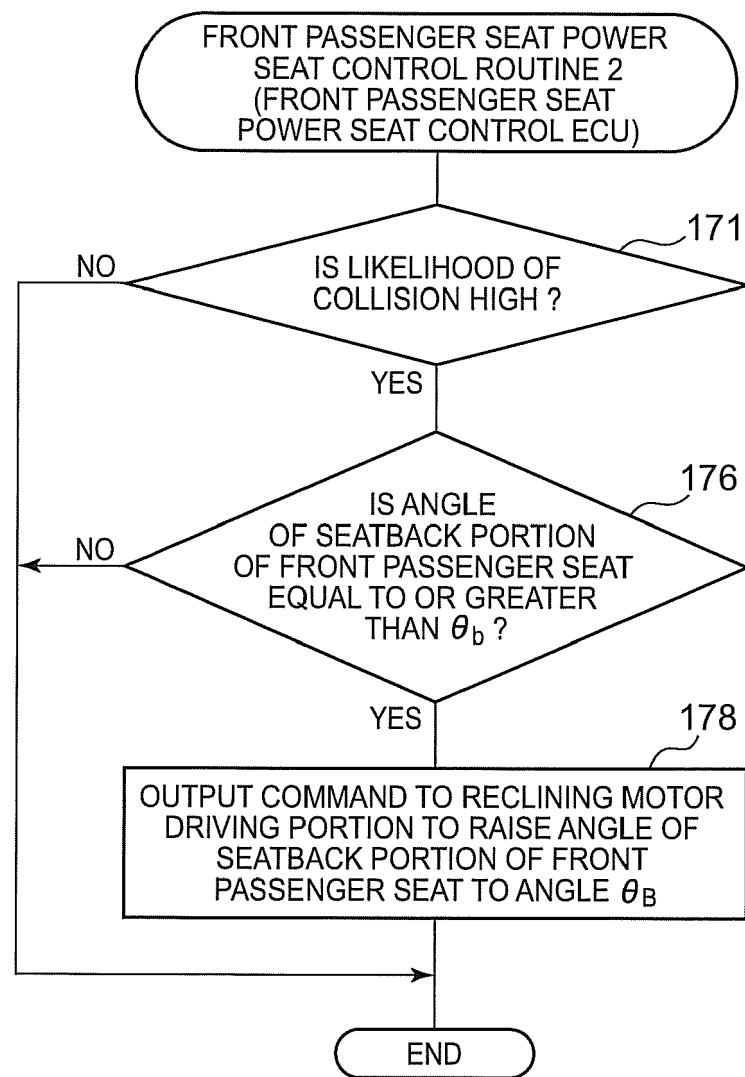 FRONT PASSENGER SEAT POWER
SEAT CONTROL ROUTINE 2
(FRONT PASSENGER SEAT
POWER SEAT CONTROL ECU)
171
NO
IS LIKELIHOOD OF
COLLISION HIGH ?
YES
176
IS ANGLE
OF SEATBACK PORTION
NO
OF FRONT PASSENGER SEAT
EQUAL TO OR GREATER
THAN θb ?
YES
178
OUTPUT COMMAND TO RECLINING MOTOR
DRIVING PORTION TO RAISE ANGLE OF
SEATBACK PORTION OF FRONT
PASSENGER SEAT TO ANGLE θB
END